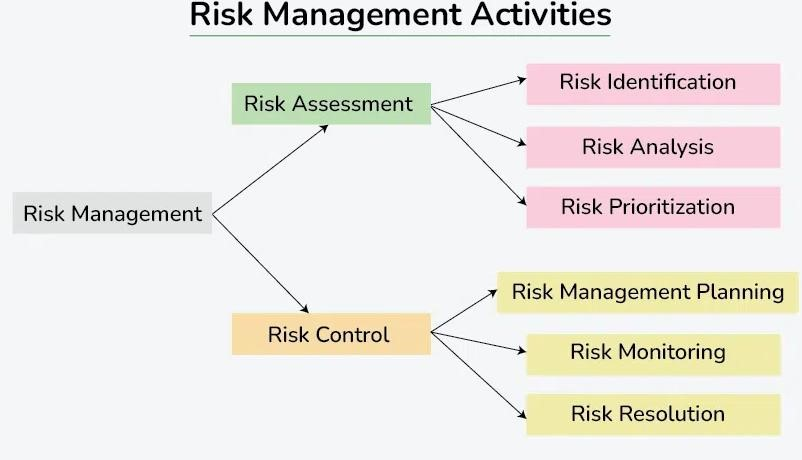 Risk Management Activities
Risk Assessment
Risk Identification
Risk Analysis
Risk Prioritization
Risk Management
Risk Control
Risk Management Planning
Risk Monitoring
Risk Resolution